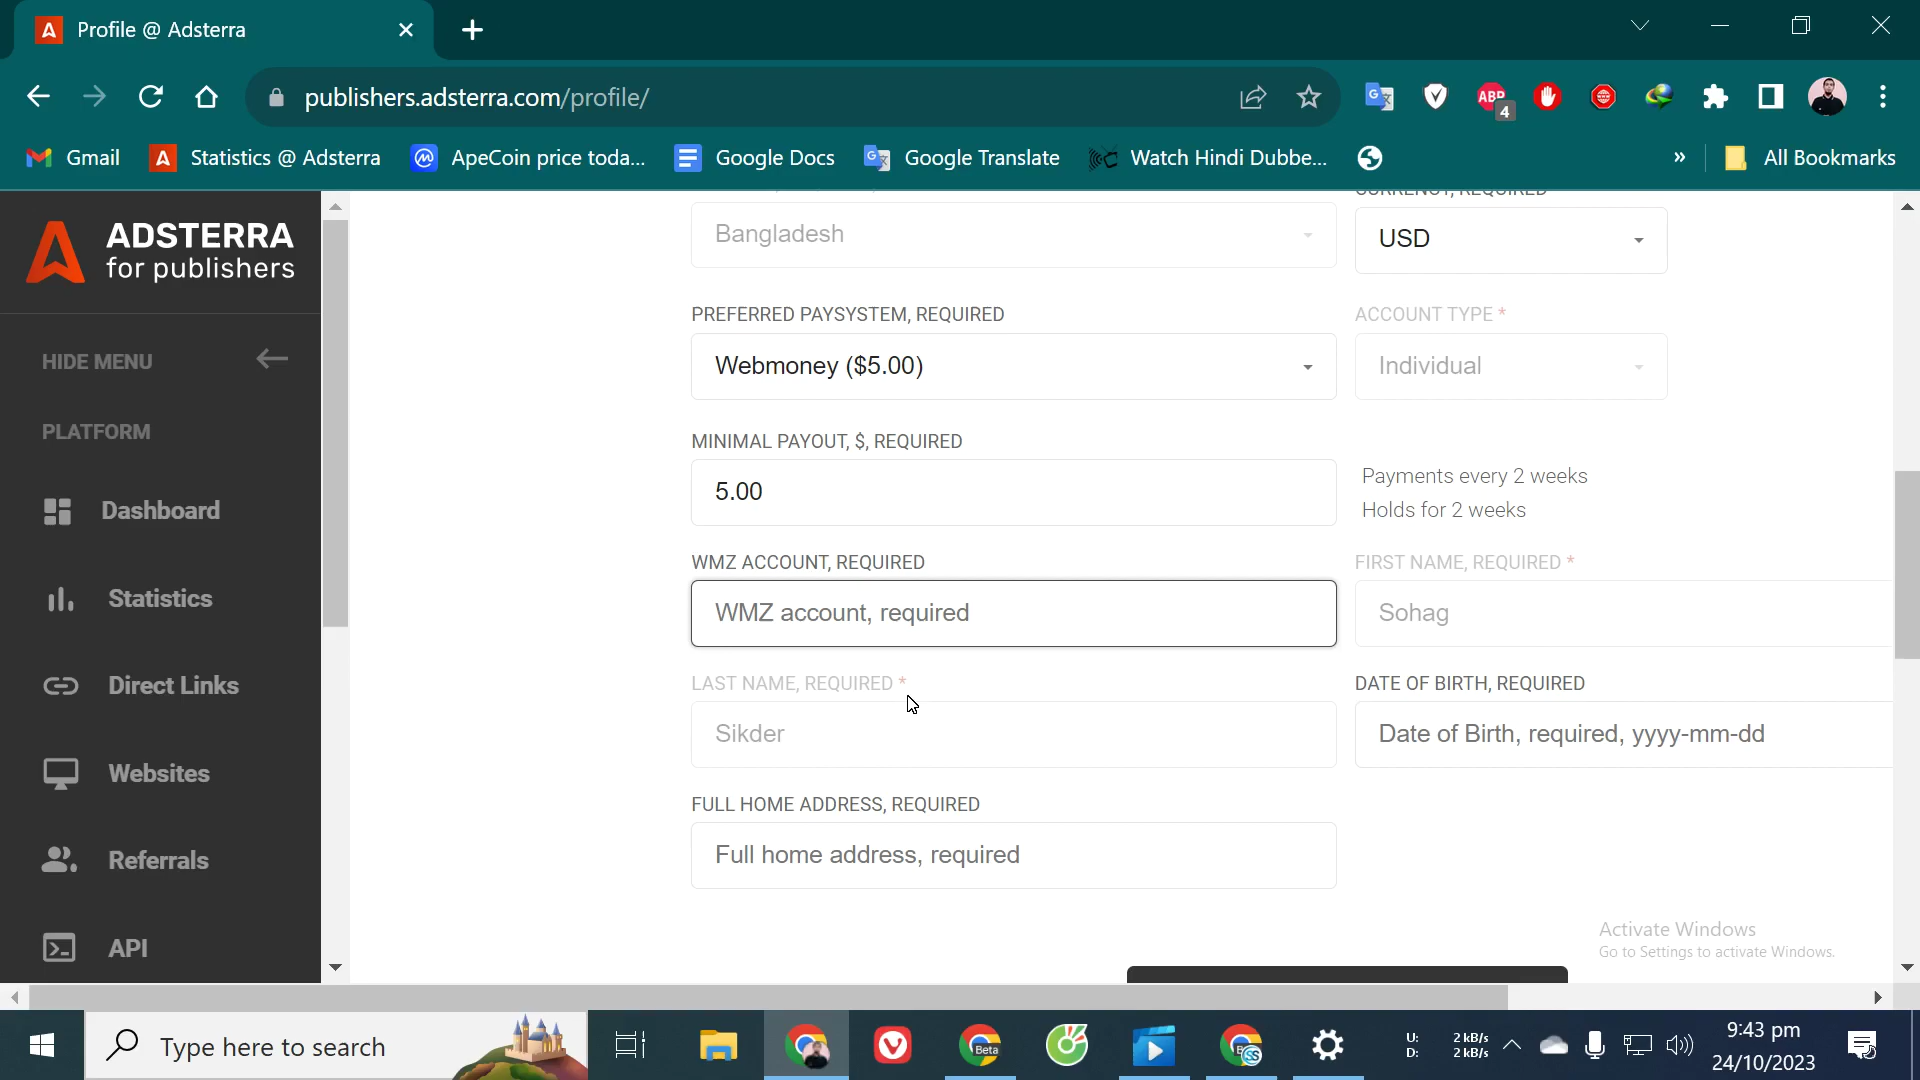 Profile @ Adsterra
publishers.adsterra.com/profile/
ABP
4
Gmail
Statistics @ Adsterra
ApeCoin price toda...
Google Docs
Google Translate
Watch Hindi Dubbe...
»
All Bookmarks
ADSTERRA
for publishers
HIDE MENU
PLATFORM
Dashboard
Statistics
Direct Links
Websites
Referrals
API
CURRENCY, REQUIRED
Bangladesh
USD
PREFERRED PAYSYSTEM, REQUIRED
ACCOUNT TYPE *
Webmoney ($5.00)
Individual
MINIMAL PAYOUT, $, REQUIRED
5.00
Payments every 2 weeks
Holds for 2 weeks
WMZ ACCOUNT, REQUIRED
FIRST NAME, REQUIRED *
WMZ account, required
Sohag
LAST NAME, REQUIRED *
DATE OF BIRTH, REQUIRED
Sikder
Date of Birth, required, yyyy-mm-dd
FULL HOME ADDRESS, REQUIRED
Full home address, required
Activate Windows
Go to Settings to activate Windows.
Type here to search
Beta
U:
D:
2 kB/s
2 kB/s
9:43 pm
24/10/2023